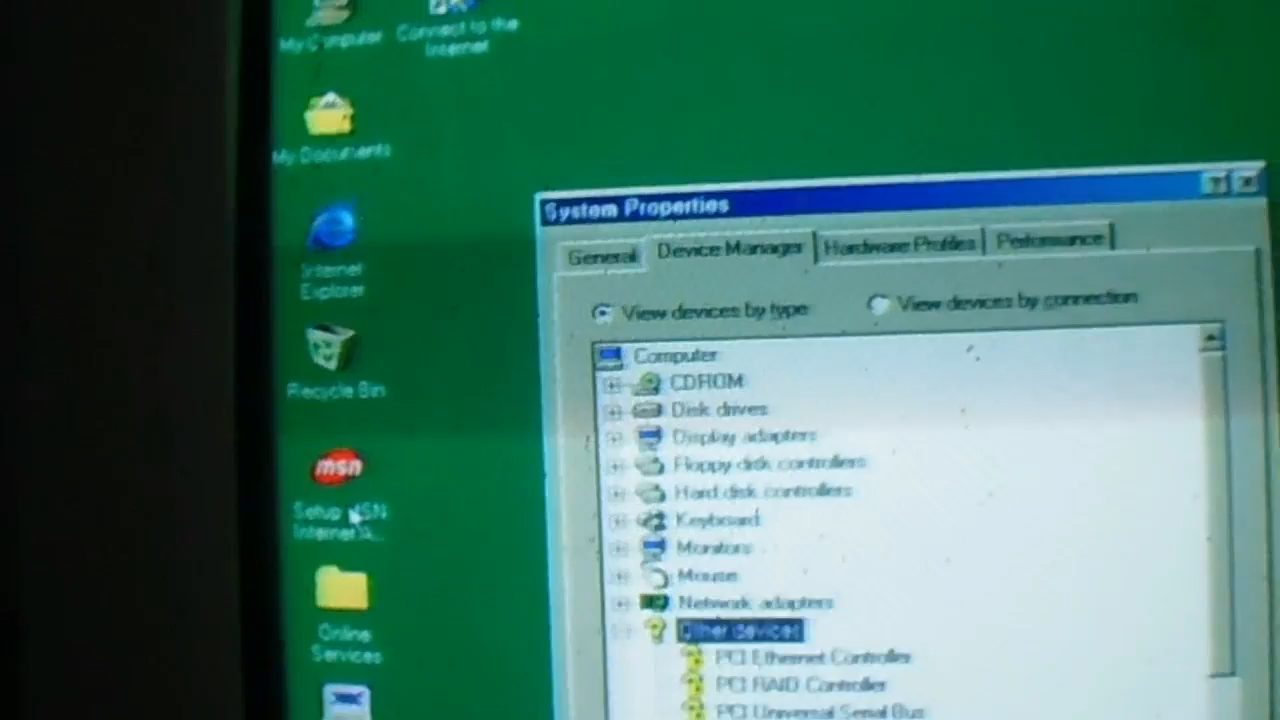 My Computer
Connect to the
Internet
My Documents
Internet
Explorer
Recycle Bin
msn
Setup MSN
Internet A...
Online
Services
System Properties
General
Device Manager
Hardware Profiles
Performance
View devices by type
View devices by connection
Computer
CDROM
Disk drives
Display adapters
Floppy disk controllers
Hard disk controllers
Keyboard
Monitors
Mouse
Network adapters
Other devices
PCI Ethernet Controller
PCI RAID Controller
PCI Universal Serial Bus